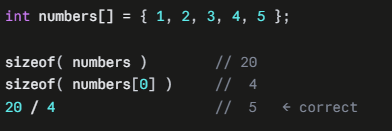 int numbers[] = { 1, 2, 3, 4, 5 };
sizeof( numbers )        // 20
sizeof( numbers[0] )     //  4
20 / 4                   //  5   ← correct